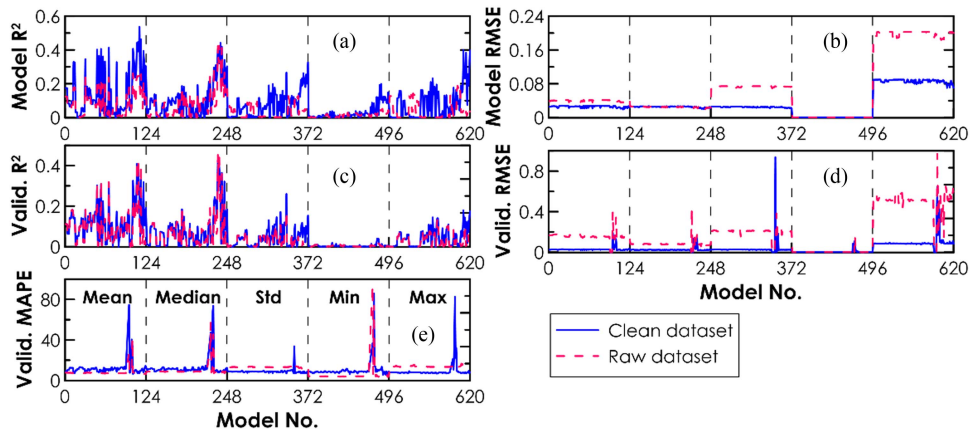 Model R²
0.6
0.4
0.2
0
(a)
0 124 248 372 496 620
Model RMSE
0.24
0.16
0.08
0
(b)
0 124 248 372 496 620
Valid. R²
0.4
0.2
0
(c)
0 124 248 372 496 620
Valid. RMSE
0.8
0.4
0
(d)
0 124 248 372 496 620
Model No.
Valid. MAPE
80
40
0
Mean Median Std Min Max
(e)
0 124 248 372 496 620
Model No.
Clean dataset
Raw dataset